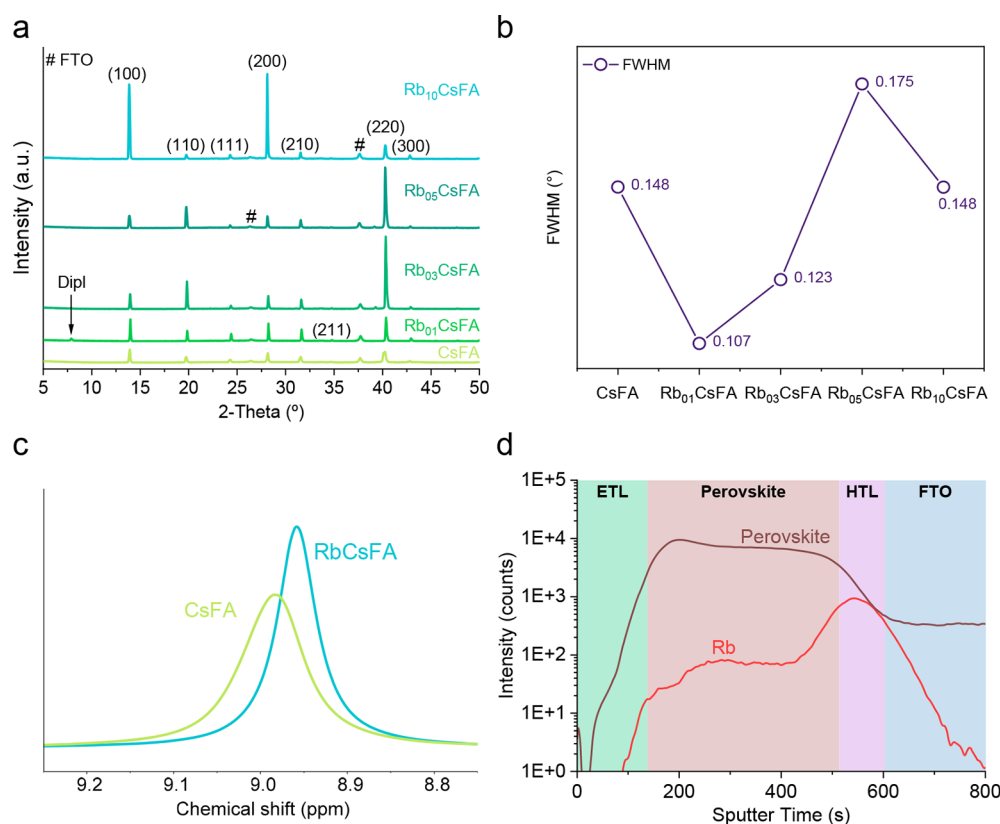 a
# FTO
(100)
(200)
Rb₁₀CsFA
(110)
(111)
(210)
#
(220)
(300)
Rb₀₅CsFA
#
Rb₀₃CsFA
Dipl
Rb₀₁CsFA
(211)
CsFA
Intensity (a.u.)
5 10 15 20 25 30 35 40 45 50
2-Theta (º)
b
FWHM
0.148
0.107
0.123
0.175
0.148
FWHM (°)
CsFA Rb₀₁CsFA Rb₀₃CsFA Rb₀₅CsFA Rb₁₀CsFA
c
RbCsFA
CsFA
9.2 9.1 9.0 8.9 8.8
Chemical shift (ppm)
d
1E+5
1E+4
1E+3
1E+2
1E+1
1E+0
Intensity (counts)
ETL Perovskite HTL FTO
Perovskite
Rb
0 200 400 600 800
Sputter Time (s)